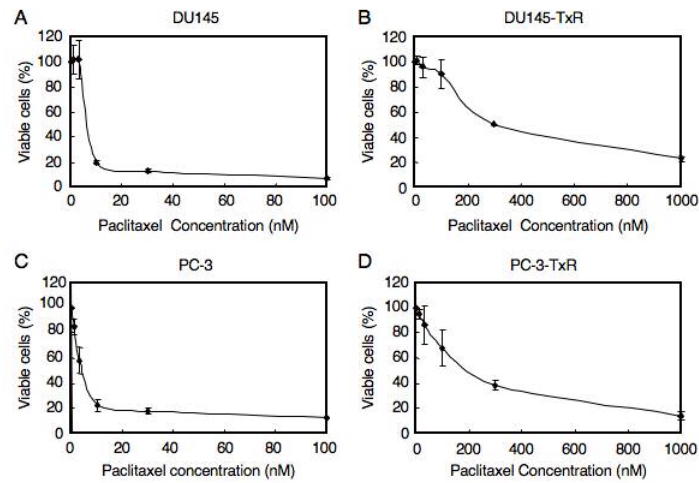 A DU145
120
100
80
60
40
20
0
Viable cells (%)
0 20 40 60 80 100
Paclitaxel Concentration (nM)
B DU145-TxR
120
100
80
60
40
20
0
Viable cells (%)
0 200 400 600 800 1000
Paclitaxel Concentration (nM)
C PC-3
120
100
80
60
40
20
0
Viable cells (%)
0 20 40 60 80 100
Paclitaxel concentration (nM)
D PC-3-TxR
120
100
80
60
40
20
0
Viable cells (%)
0 200 400 600 800 1000
Paclitaxel Concentration (nM)